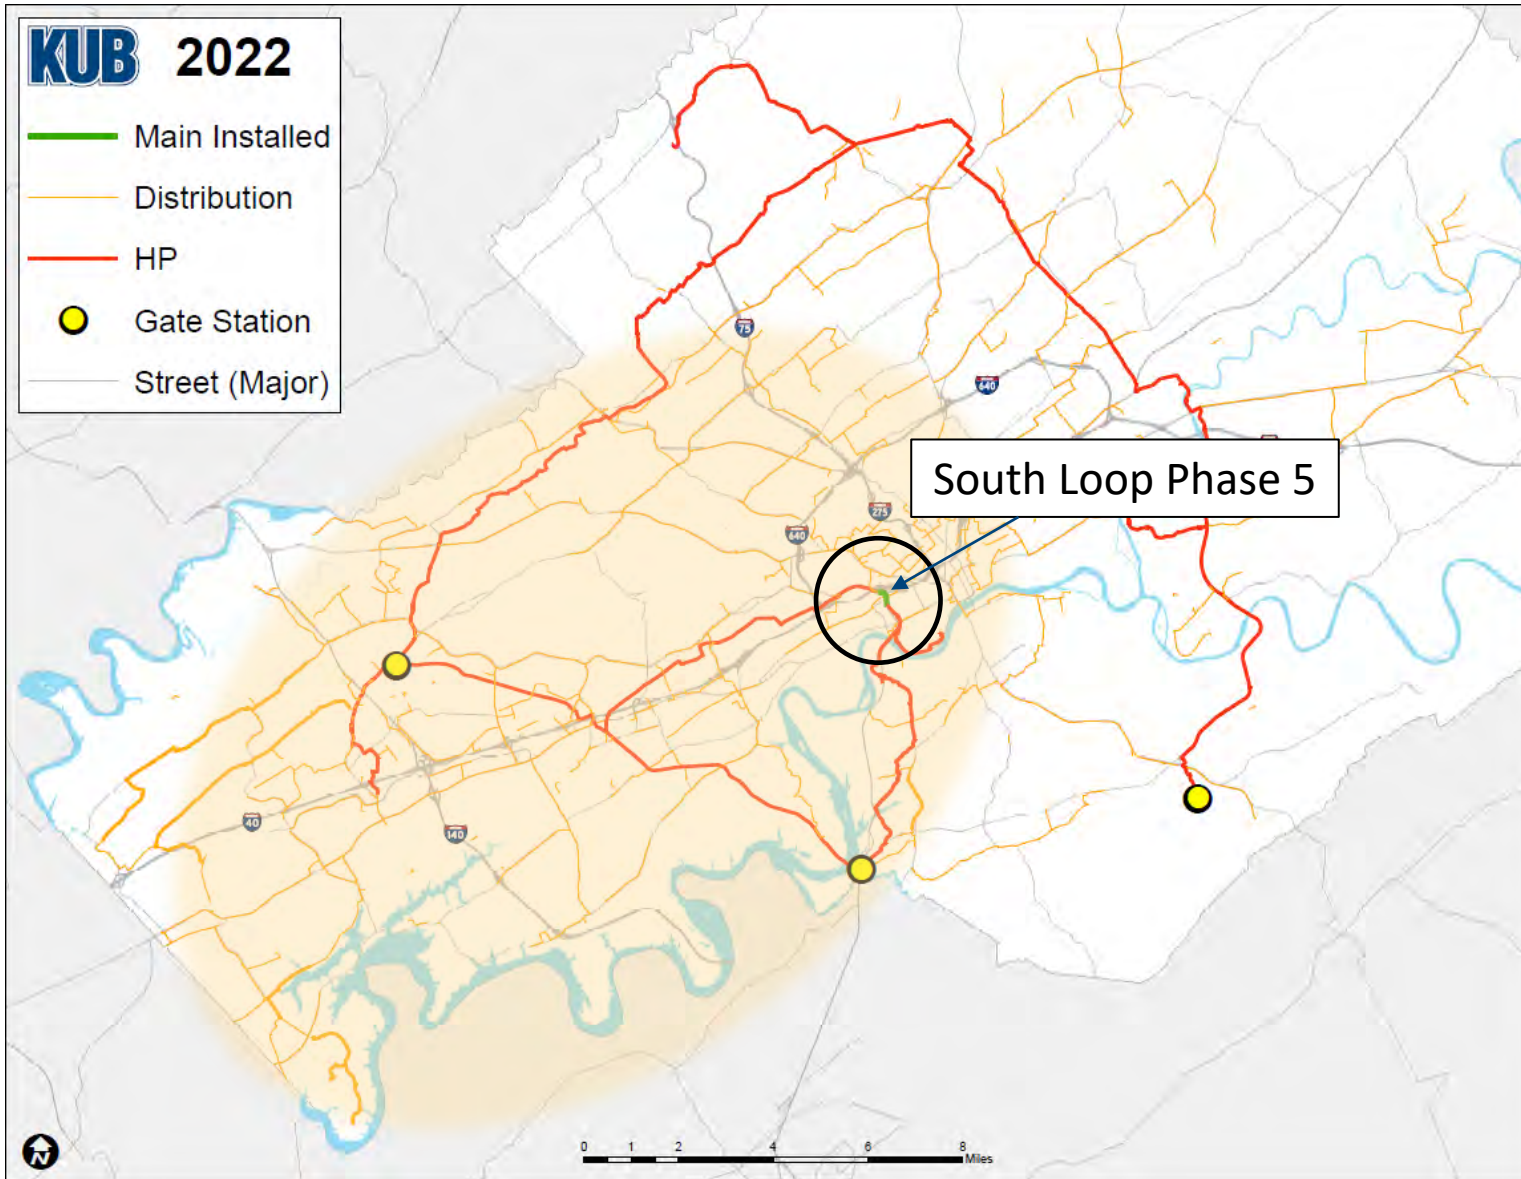 KUB 2022
Main Installed
Distribution
HP
Gate Station
Street (Major)
75
640
South Loop Phase 5
275
640
40
140
N
0 1 2 4 6 8
Miles